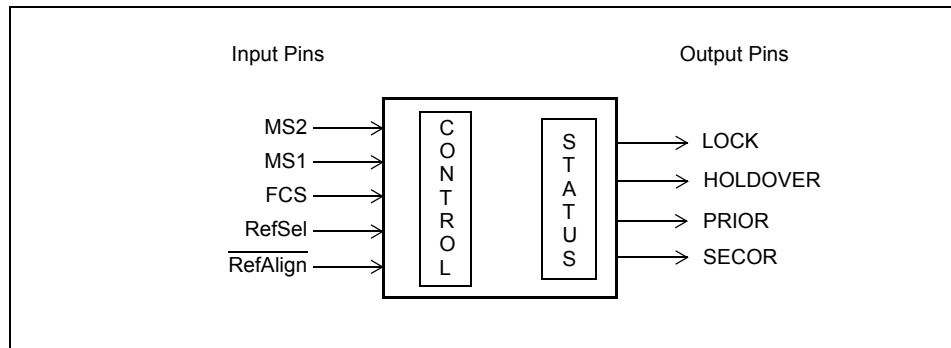 Input Pins
Output Pins
MS2
MS1
FCS
RefSel
RefAlign
CONTROL
STATUS
LOCK
HOLDOVER
PRIOR
SECOR